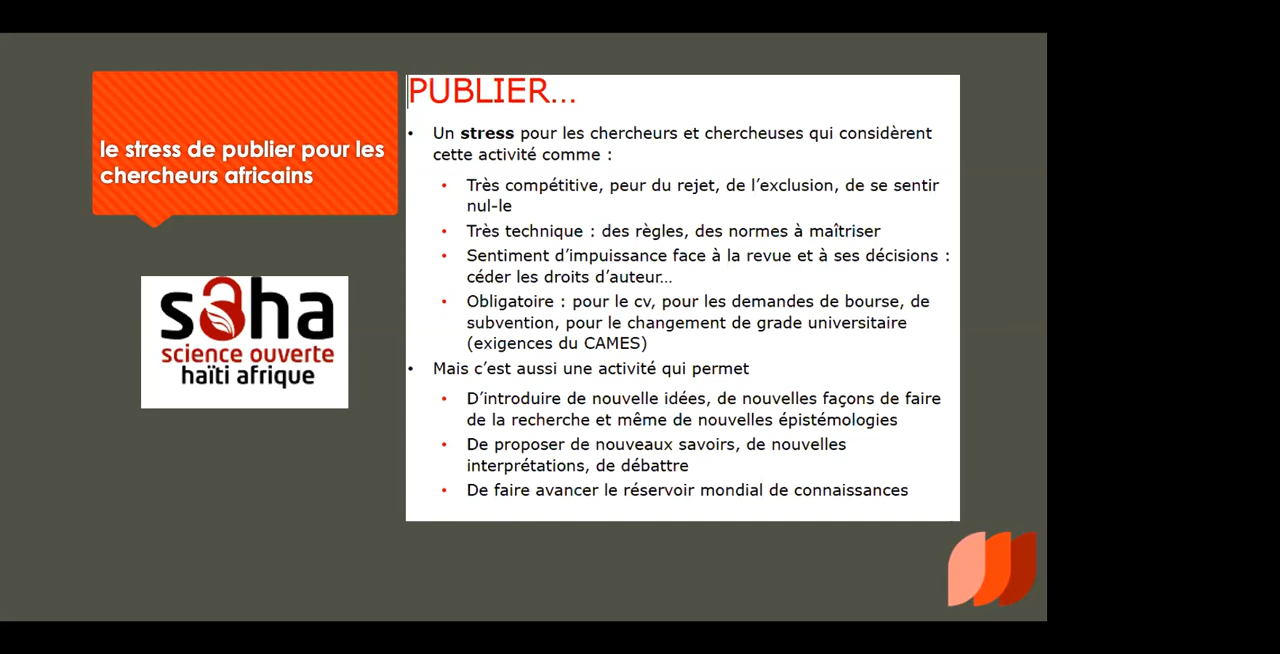 le stress de publier pour les
chercheurs africains
saha
science ouverte
haïti afrique
PUBLIER...
• Un stress pour les chercheurs et chercheuses qui considèrent
cette activité comme :
• Très compétitive, peur du rejet, de l’exclusion, de se sentir
nul-le
• Très technique : des règles, des normes à maîtriser
• Sentiment d’impuissance face à la revue et à ses décisions :
céder les droits d’auteur...
• Obligatoire : pour le cv, pour les demandes de bourse, de
subvention, pour le changement de grade universitaire
(exigences du CAMES)
• Mais c’est aussi une activité qui permet
• D’introduire de nouvelle idées, de nouvelles façons de faire
de la recherche et même de nouvelles épistémologies
• De proposer de nouveaux savoirs, de nouvelles
interprétations, de débattre
• De faire avancer le réservoir mondial de connaissances